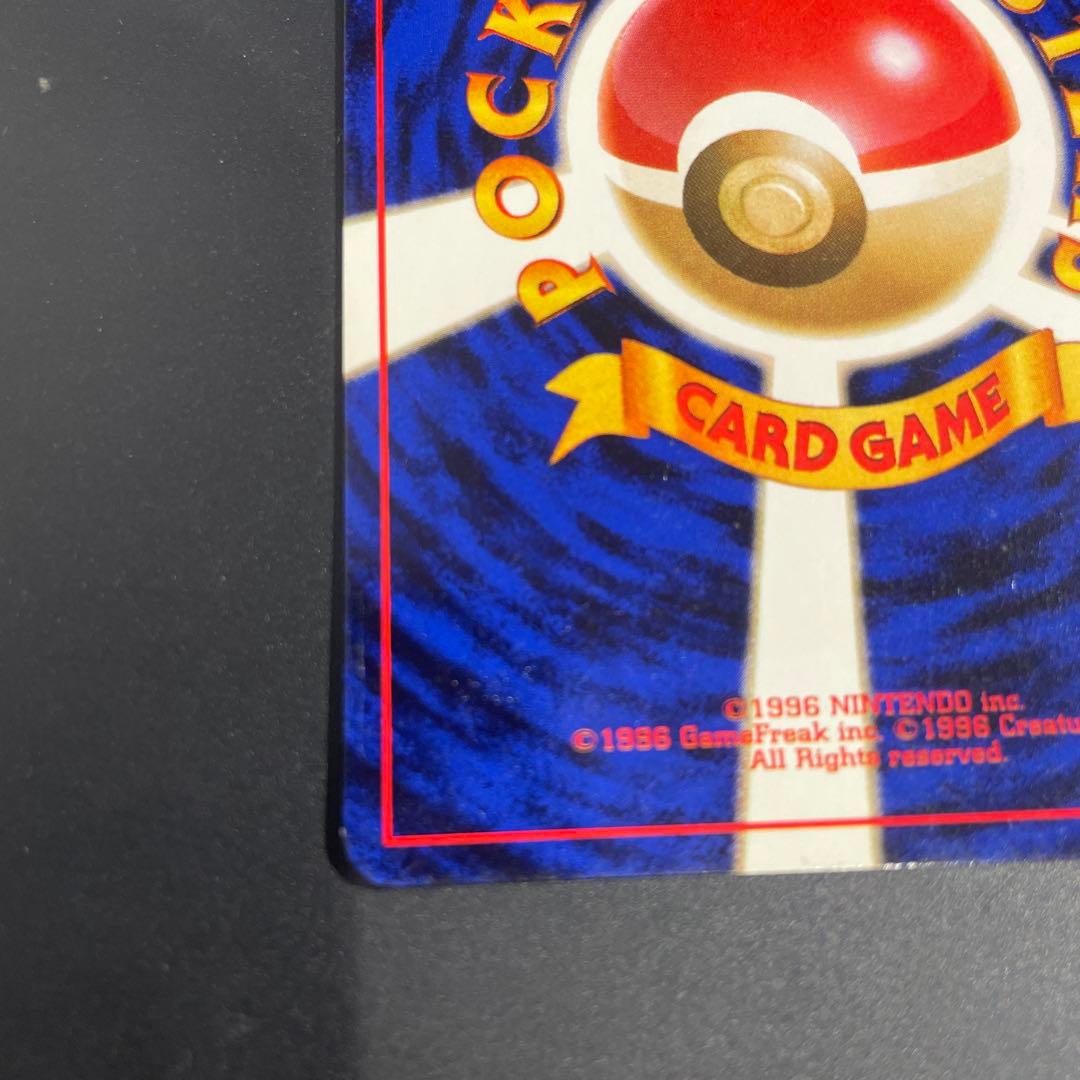 POCK
CARD GAME
©1996 NINTENDO inc.
©1996 GameFreak inc. ©1996 Creatu
All Rights reserved.